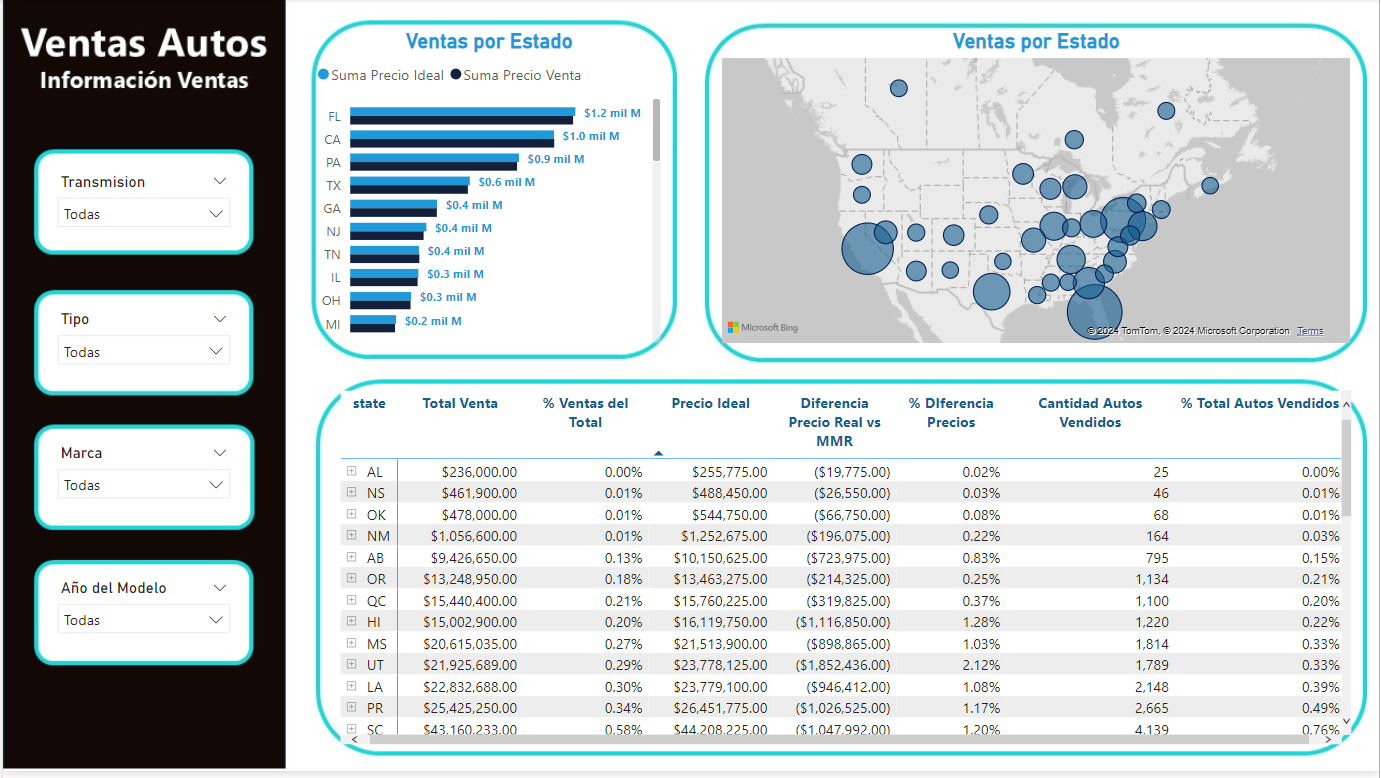 Ventas Autos
Información Ventas
Transmision
Todas
Tipo
Todas
Marca
Todas
Año del Modelo
Todas
Ventas por Estado
Suma Precio Ideal Suma Precio Venta
FL $1.2 mil M
CA $1.0 mil M
PA $0.9 mil M
TX $0.6 mil M
GA $0.4 mil M
NJ $0.4 mil M
TN $0.4 mil M
IL $0.3 mil M
OH $0.3 mil M
MI $0.2 mil M
Ventas por Estado
Microsoft Bing
© 2024 TomTom, © 2024 Microsoft Corporation Terms
state Total Venta % Ventas del Total Precio Ideal Diferencia Precio Real vs MMR % DIferencia Precios Cantidad Autos Vendidos % Total Autos Vendidos
AL $236,000.00 0.00% $255,775.00 ($19,775.00) 0.02% 25 0.00%
NS $461,900.00 0.01% $488,450.00 ($26,550.00) 0.03% 46 0.01%
OK $478,000.00 0.01% $544,750.00 ($66,750.00) 0.08% 68 0.01%
NM $1,056,600.00 0.01% $1,252,675.00 ($196,075.00) 0.22% 164 0.03%
AB $9,426,650.00 0.13% $10,150,625.00 ($723,975.00) 0.83% 795 0.15%
OR $13,248,950.00 0.18% $13,463,275.00 ($214,325.00) 0.25% 1,134 0.21%
QC $15,440,400.00 0.21% $15,760,225.00 ($319,825.00) 0.37% 1,100 0.20%
HI $15,002,900.00 0.20% $16,119,750.00 ($1,116,850.00) 1.28% 1,220 0.22%
MS $20,615,035.00 0.27% $21,513,900.00 ($898,865.00) 1.03% 1,814 0.33%
UT $21,925,689.00 0.29% $23,778,125.00 ($1,852,436.00) 2.12% 1,789 0.33%
LA $22,832,688.00 0.30% $23,779,100.00 ($946,412.00) 1.08% 2,148 0.39%
PR $25,425,250.00 0.34% $26,451,775.00 ($1,026,525.00) 1.17% 2,665 0.49%
SC $43,160,233.00 0.58% $44,208,225.00 ($1,047,992.00) 1.20% 4,139 0.76%